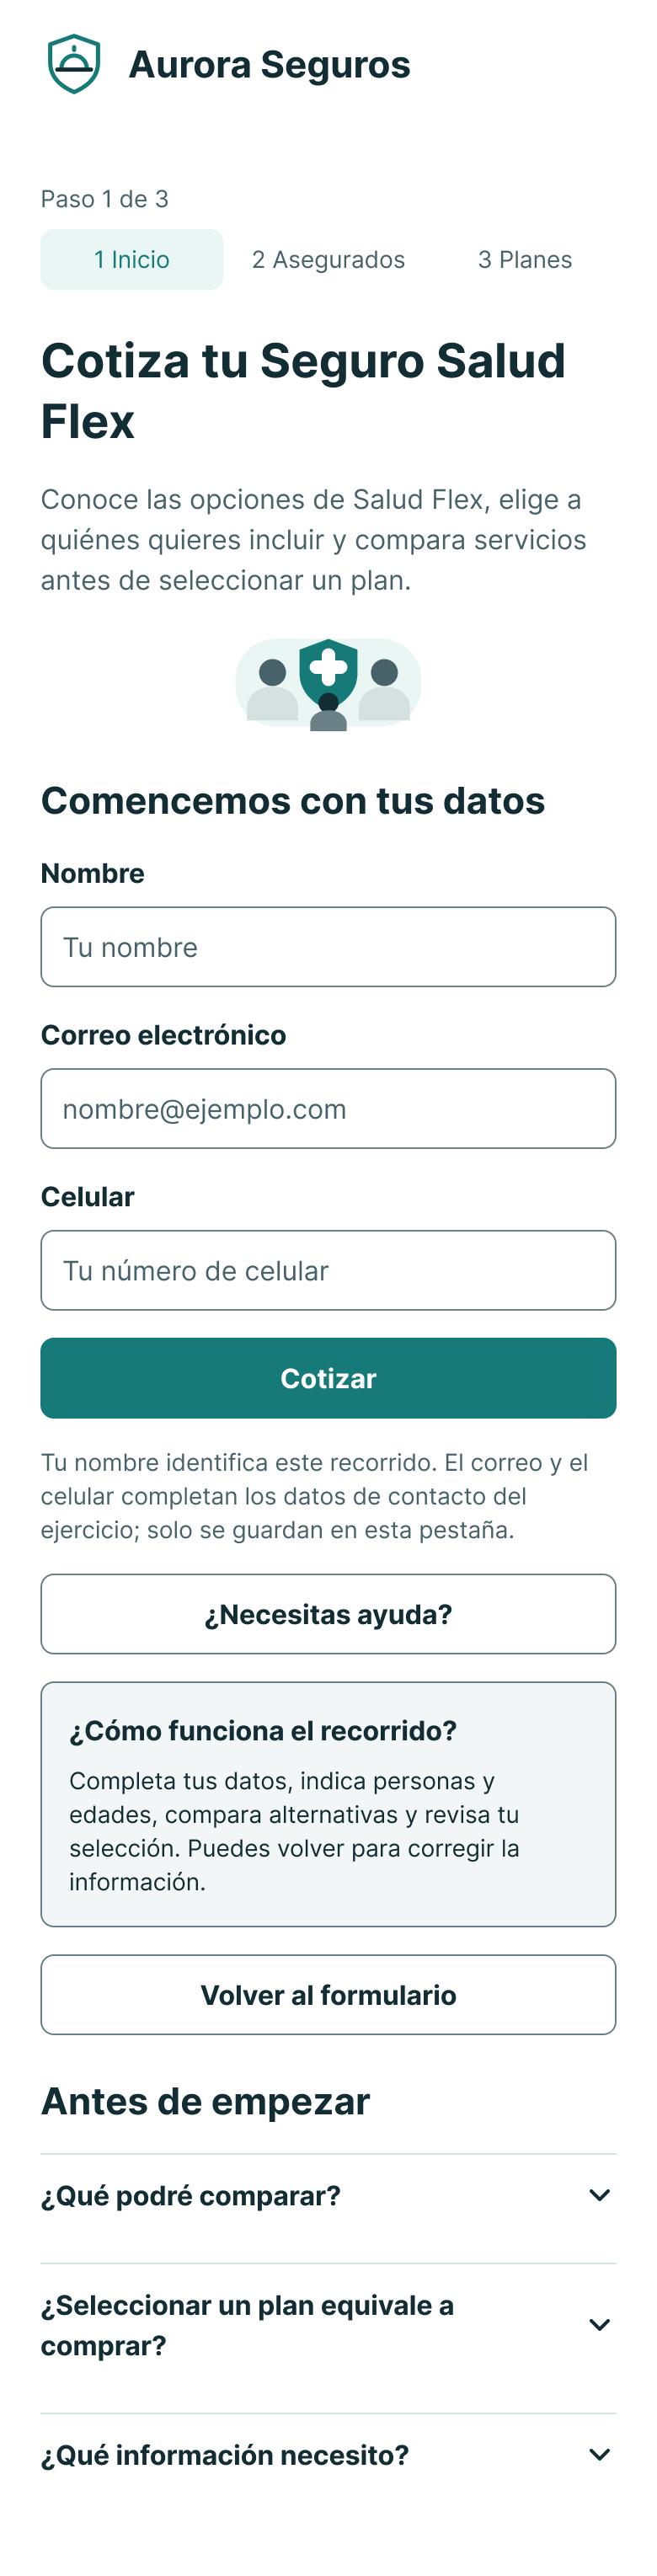 Aurora Seguros
Paso 1 de 3
1 Inicio
2 Asegurados
3 Planes
Cotiza tu Seguro Salud
Flex
Conoce las opciones de Salud Flex, elige a
quiénes quieres incluir y compara servicios
antes de seleccionar un plan.
Comencemos con tus datos
Nombre
Tu nombre
Correo electrónico
nombre@ejemplo.com
Celular
Tu número de celular
Cotizar
Tu nombre identifica este recorrido. El correo y el
celular completan los datos de contacto del
ejercicio; solo se guardan en esta pestaña.
¿Necesitas ayuda?
¿Cómo funciona el recorrido?
Completa tus datos, indica personas y
edades, compara alternativas y revisa tu
selección. Puedes volver para corregir la
información.
Volver al formulario
Antes de empezar
¿Qué podré comparar?
¿Seleccionar un plan equivale a
comprar?
¿Qué información necesito?